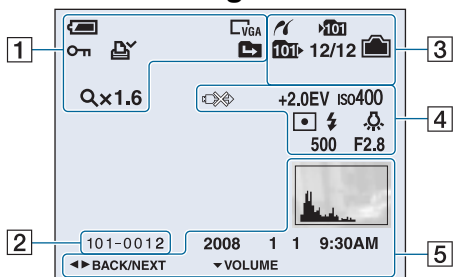 1
VGA
101
3
101 12/12
×1.6
+2.0EV ISO400
4
500 F2.8
2
101-0012
2008 1 1 9:30AM
5
BACK/NEXT VOLUME